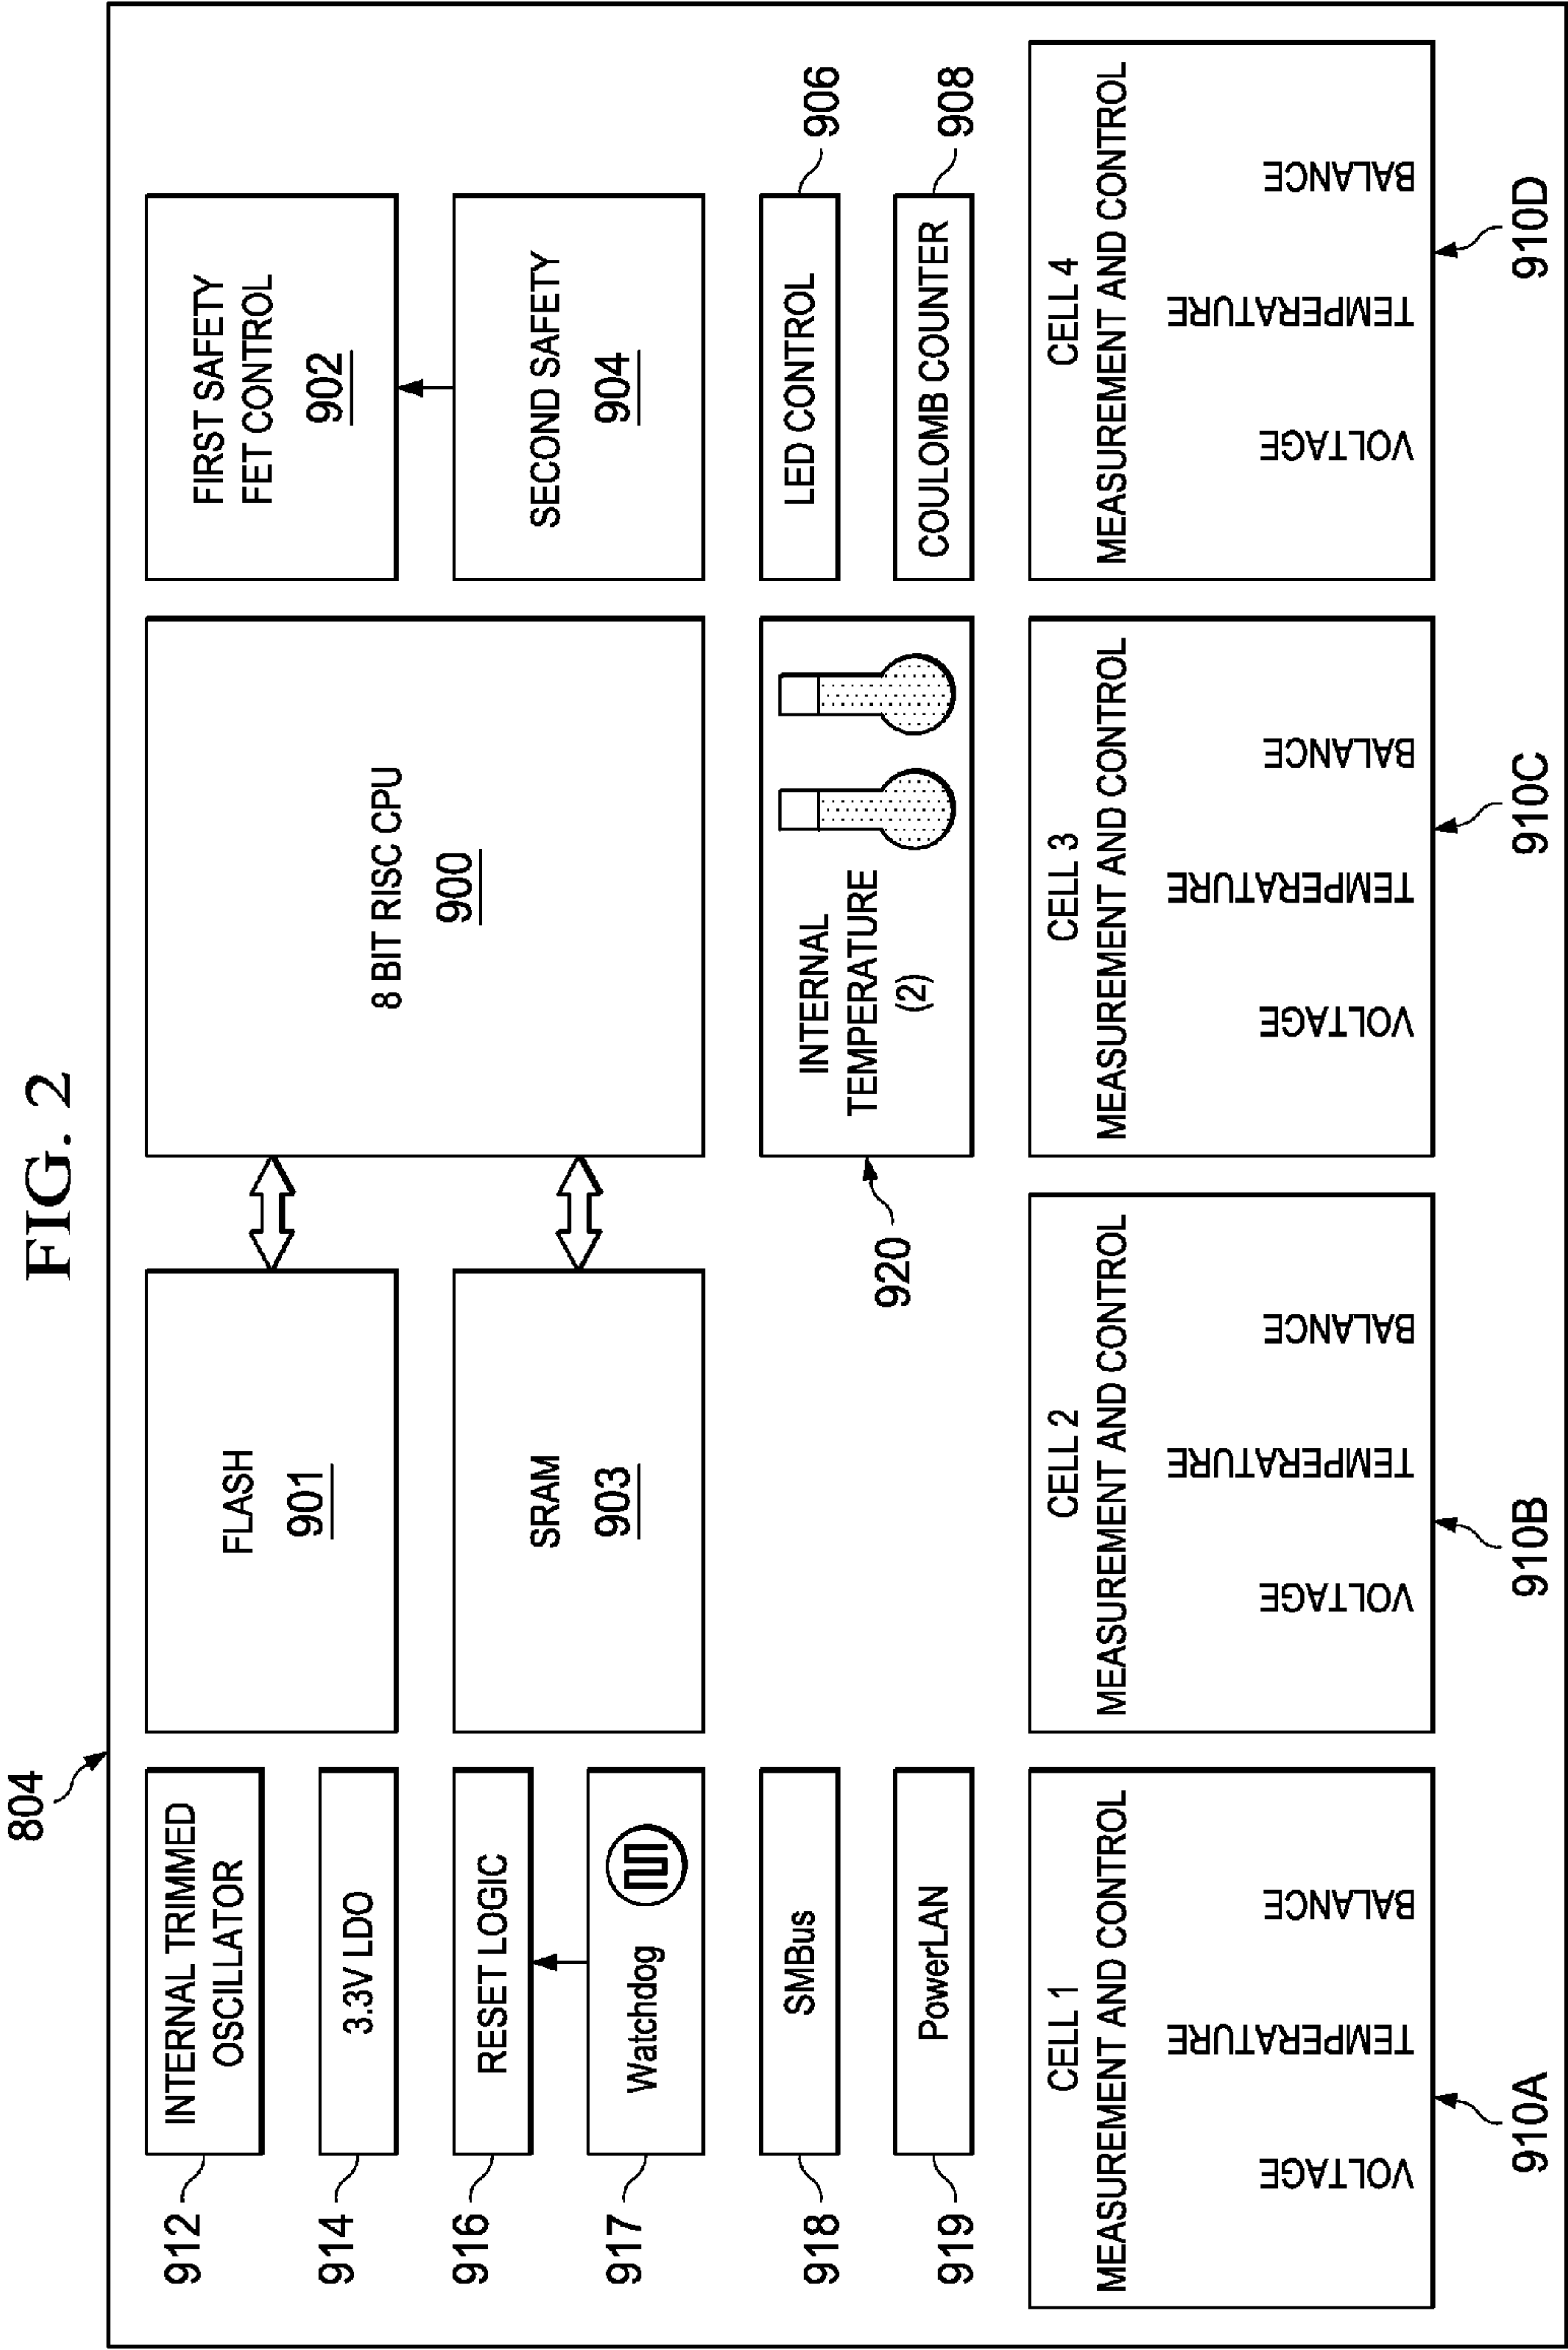 FIG. 2
804
912
INTERNAL TRIMMED
OSCILLATOR
914
3.3V LDO
916
RESET LOGIC
917
Watchdog
918
SMBus
919
PowerLAN
FLASH
901
SRAM
903
8 BIT RISC CPU
900
920
INTERNAL
TEMPERATURE
(2)
FIRST SAFETY
FET CONTROL
902
SECOND SAFETY
904
LED CONTROL
906
COULOMB COUNTER
908
CELL 1
MEASUREMENT AND CONTROL
VOLTAGE
TEMPERATURE
BALANCE
910A
CELL 2
MEASUREMENT AND CONTROL
VOLTAGE
TEMPERATURE
BALANCE
910B
CELL 3
MEASUREMENT AND CONTROL
VOLTAGE
TEMPERATURE
BALANCE
910C
CELL 4
MEASUREMENT AND CONTROL
VOLTAGE
TEMPERATURE
BALANCE
910D